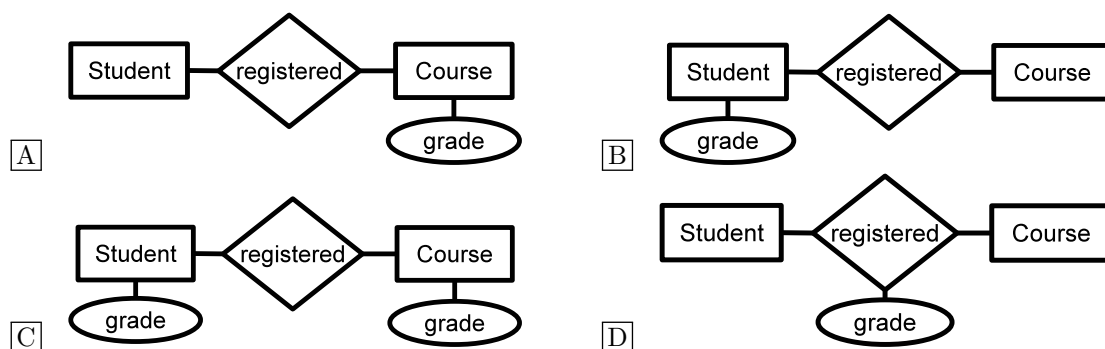 Student registered Course
grade
A
Student registered Course
grade
B
Student registered Course
grade grade
C
Student registered Course
grade
D